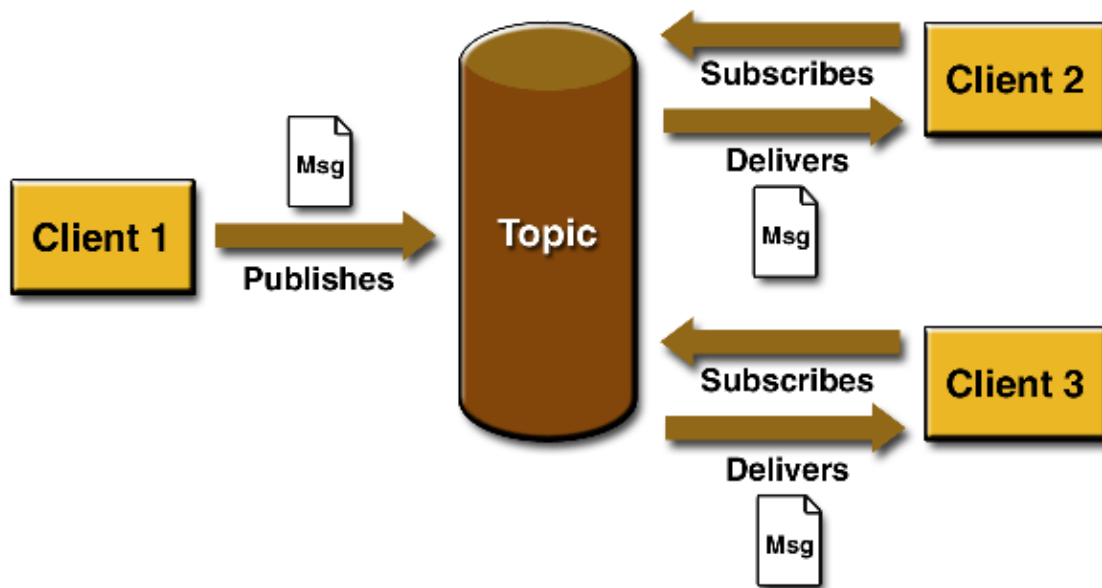 Msg
Client 1
Publishes
Topic
Subscribes
Client 2
Delivers
Msg
Subscribes
Client 3
Delivers
Msg